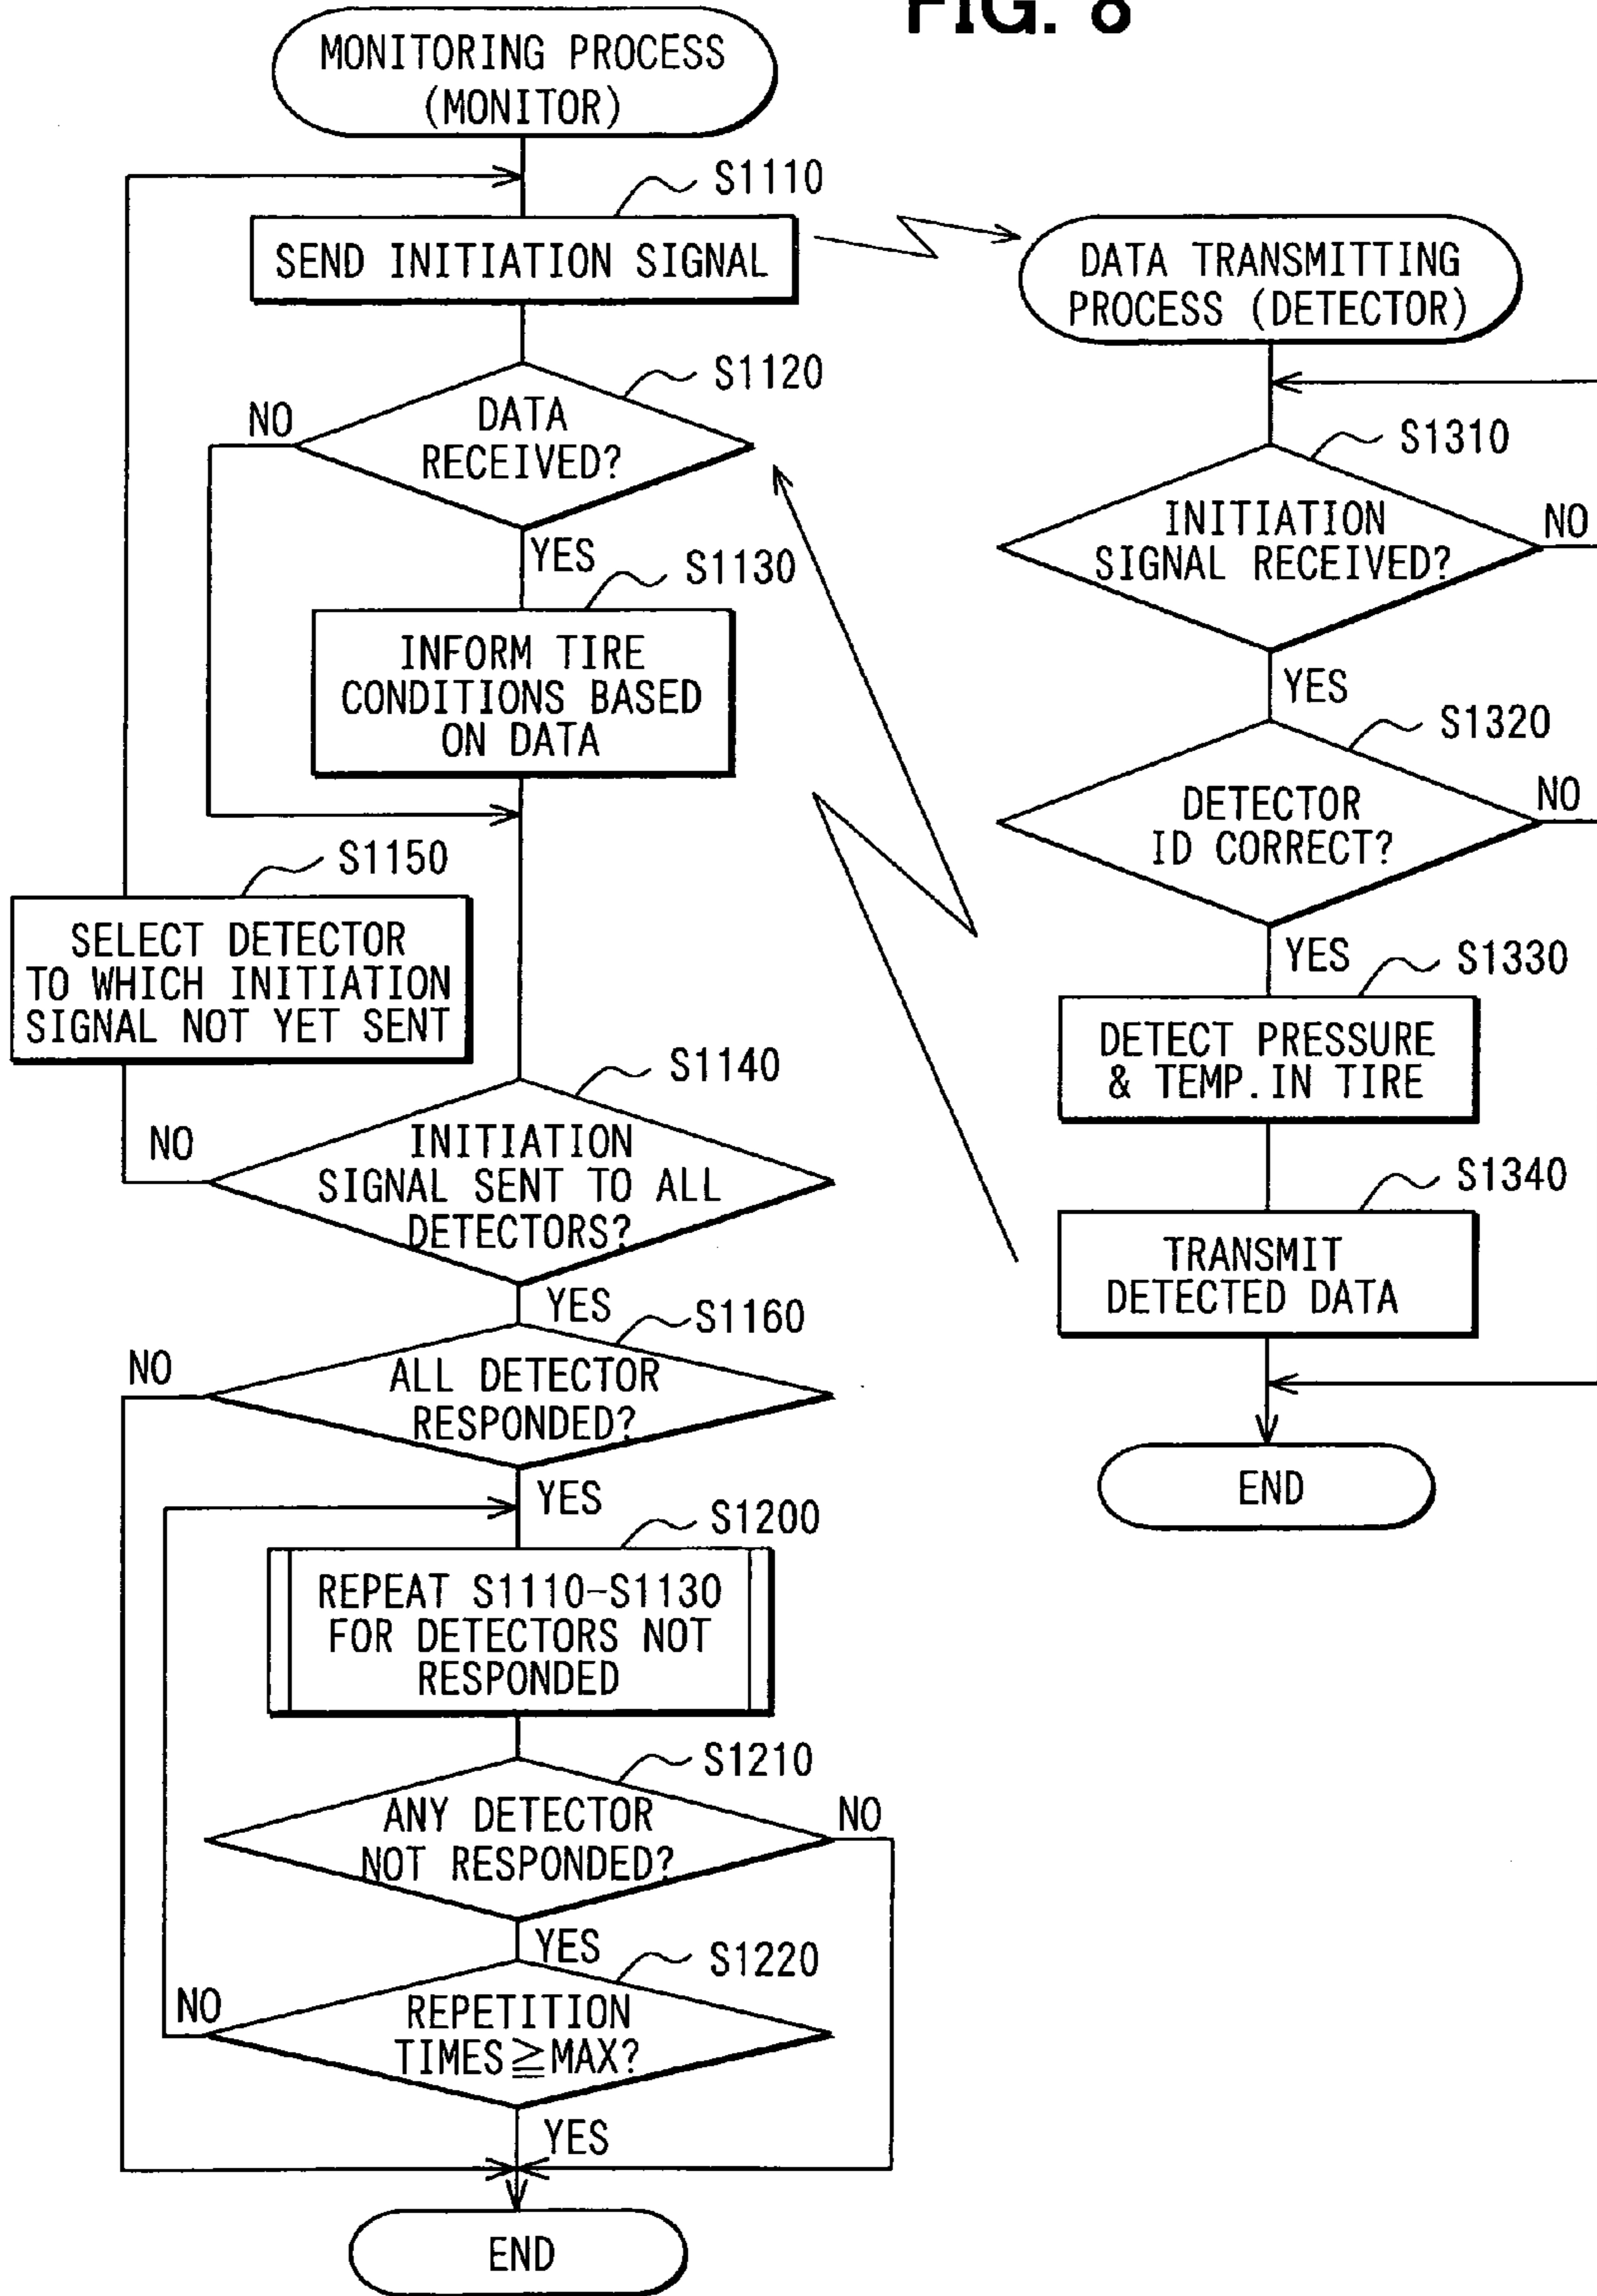 FIG. 8
MONITORING PROCESS
(MONITOR)
S1110
SEND INITIATION SIGNAL
S1120
DATA
RECEIVED?
NO
YES
S1130
INFORM TIRE
CONDITIONS BASED
ON DATA
S1150
SELECT DETECTOR
TO WHICH INITIATION
SIGNAL NOT YET SENT
S1140
INITIATION
SIGNAL SENT TO ALL
DETECTORS?
NO
YES
S1160
ALL DETECTOR
RESPONDED?
NO
YES
S1200
REPEAT S1110-S1130
FOR DETECTORS NOT
RESPONDED
S1210
ANY DETECTOR
NOT RESPONDED?
NO
YES
S1220
REPETITION
TIMES≧MAX?
NO
YES
END
DATA TRANSMITTING
PROCESS (DETECTOR)
S1310
INITIATION
SIGNAL RECEIVED?
NO
YES
S1320
DETECTOR
ID CORRECT?
NO
YES
S1330
DETECT PRESSURE
& TEMP. IN TIRE
S1340
TRANSMIT
DETECTED DATA
END